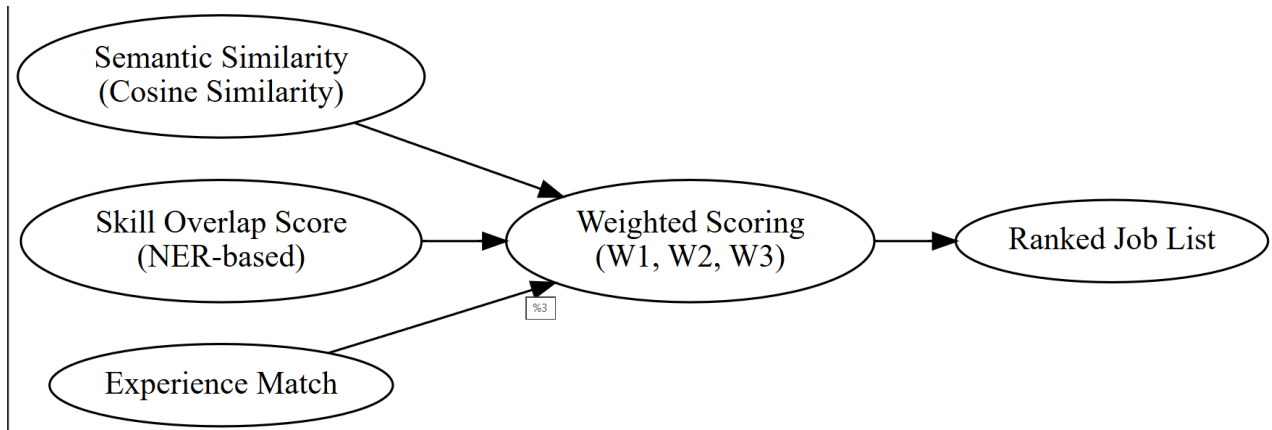 Semantic Similarity
(Cosine Similarity)
Skill Overlap Score
(NER-based)
Weighted Scoring
(W1, W2, W3)
Ranked Job List
%3
Experience Match